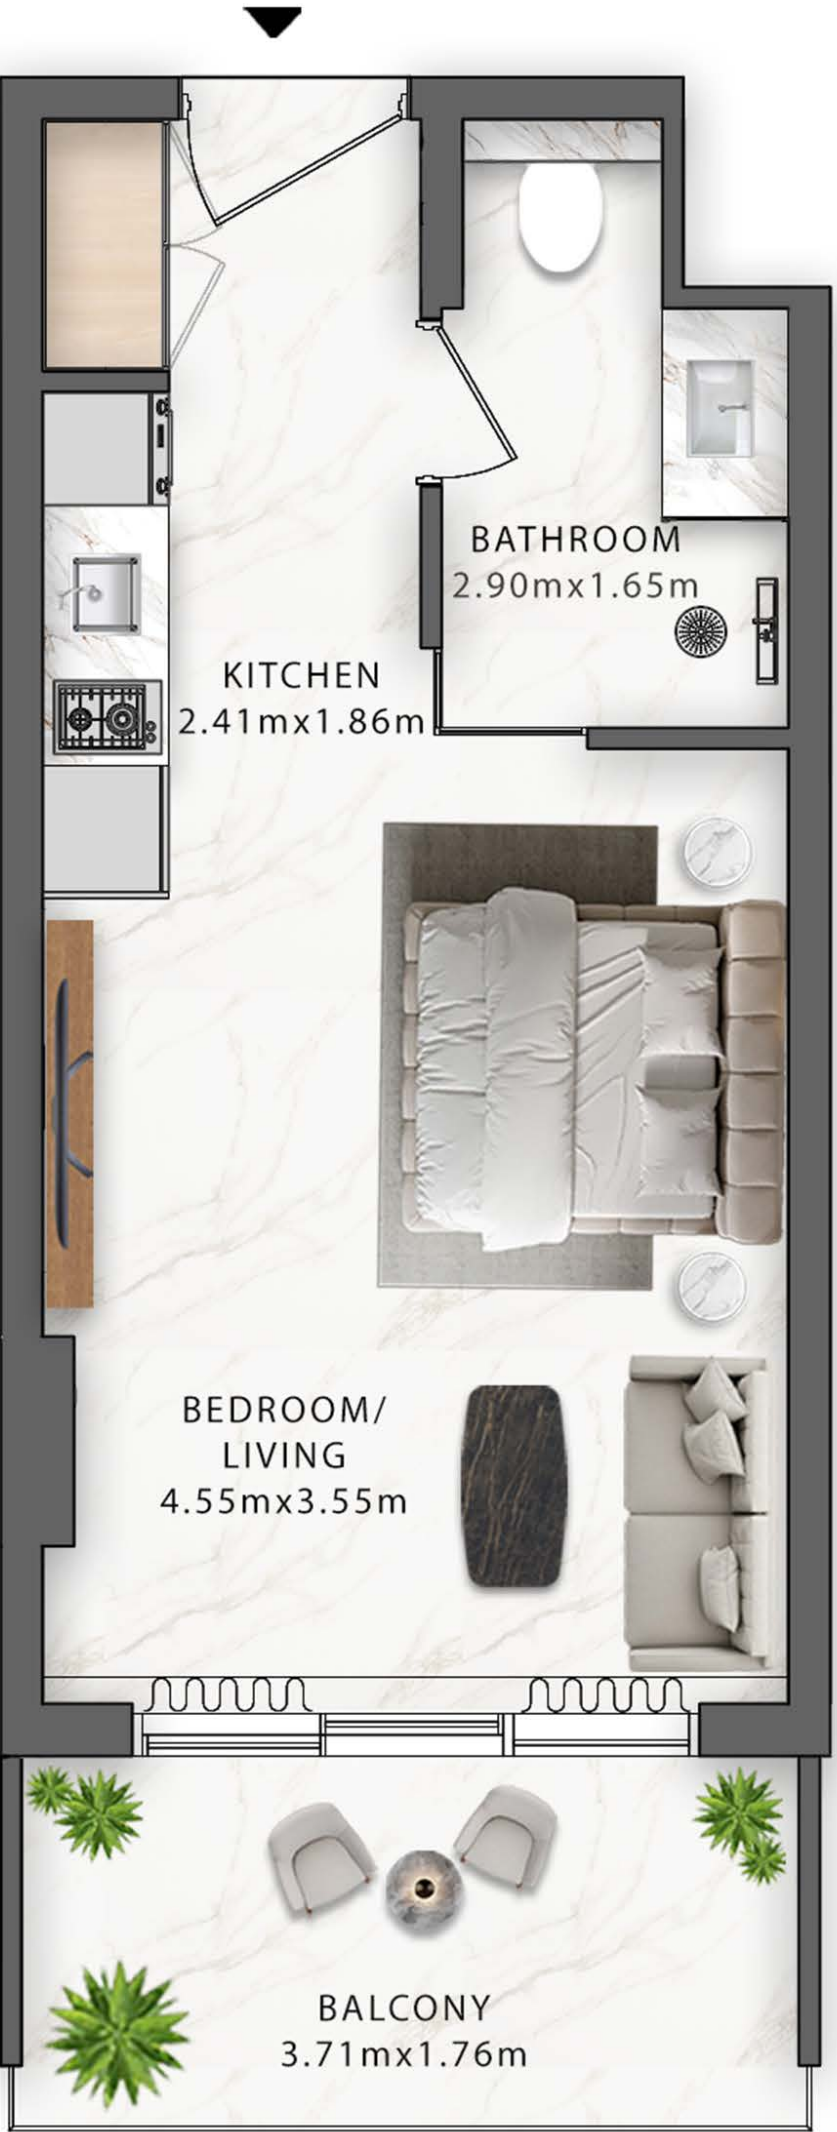 BATHROOM
2.90mx1.65m
KITCHEN
2.41mx1.86m
BEDROOM/
LIVING
4.55mx3.55m
BALCONY
3.71mx1.76m